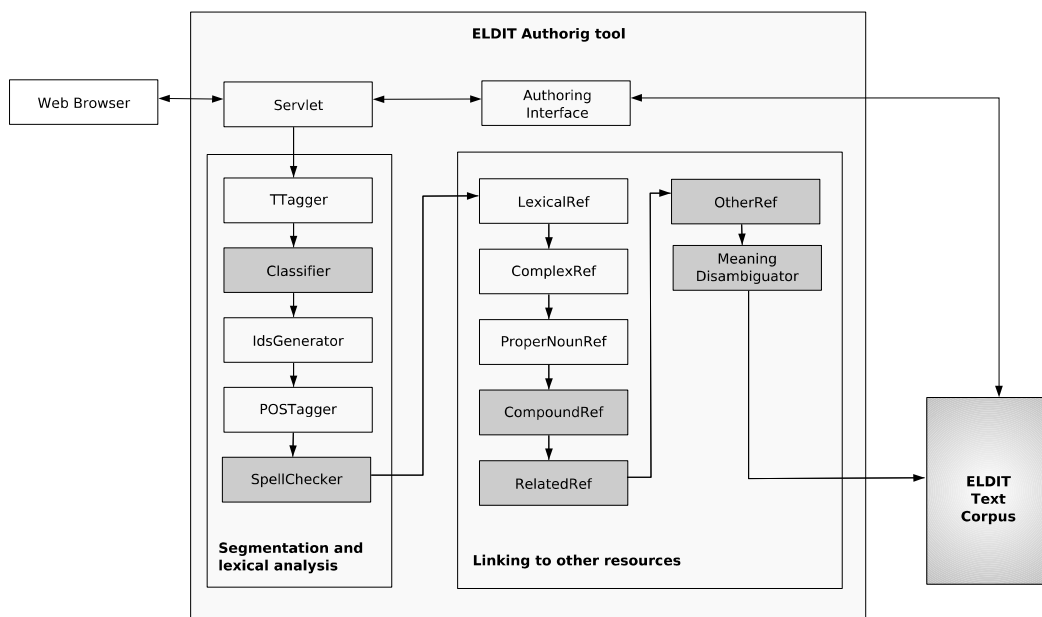 ELDIT Authorig tool
Web Browser
Servlet
Authoring
Interface
TTagger
Classifier
IdsGenerator
POSTagger
SpellChecker
Segmentation and
lexical analysis
LexicalRef
ComplexRef
ProperNounRef
CompoundRef
RelatedRef
OtherRef
Meaning
Disambiguator
Linking to other resources
ELDIT
Text
Corpus